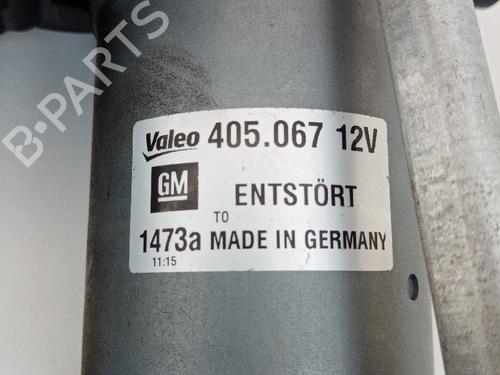 B-PARTS
Valeo 405.067 12V
GM ENTSTÖRT
TO
1473a MADE IN GERMANY
11:15